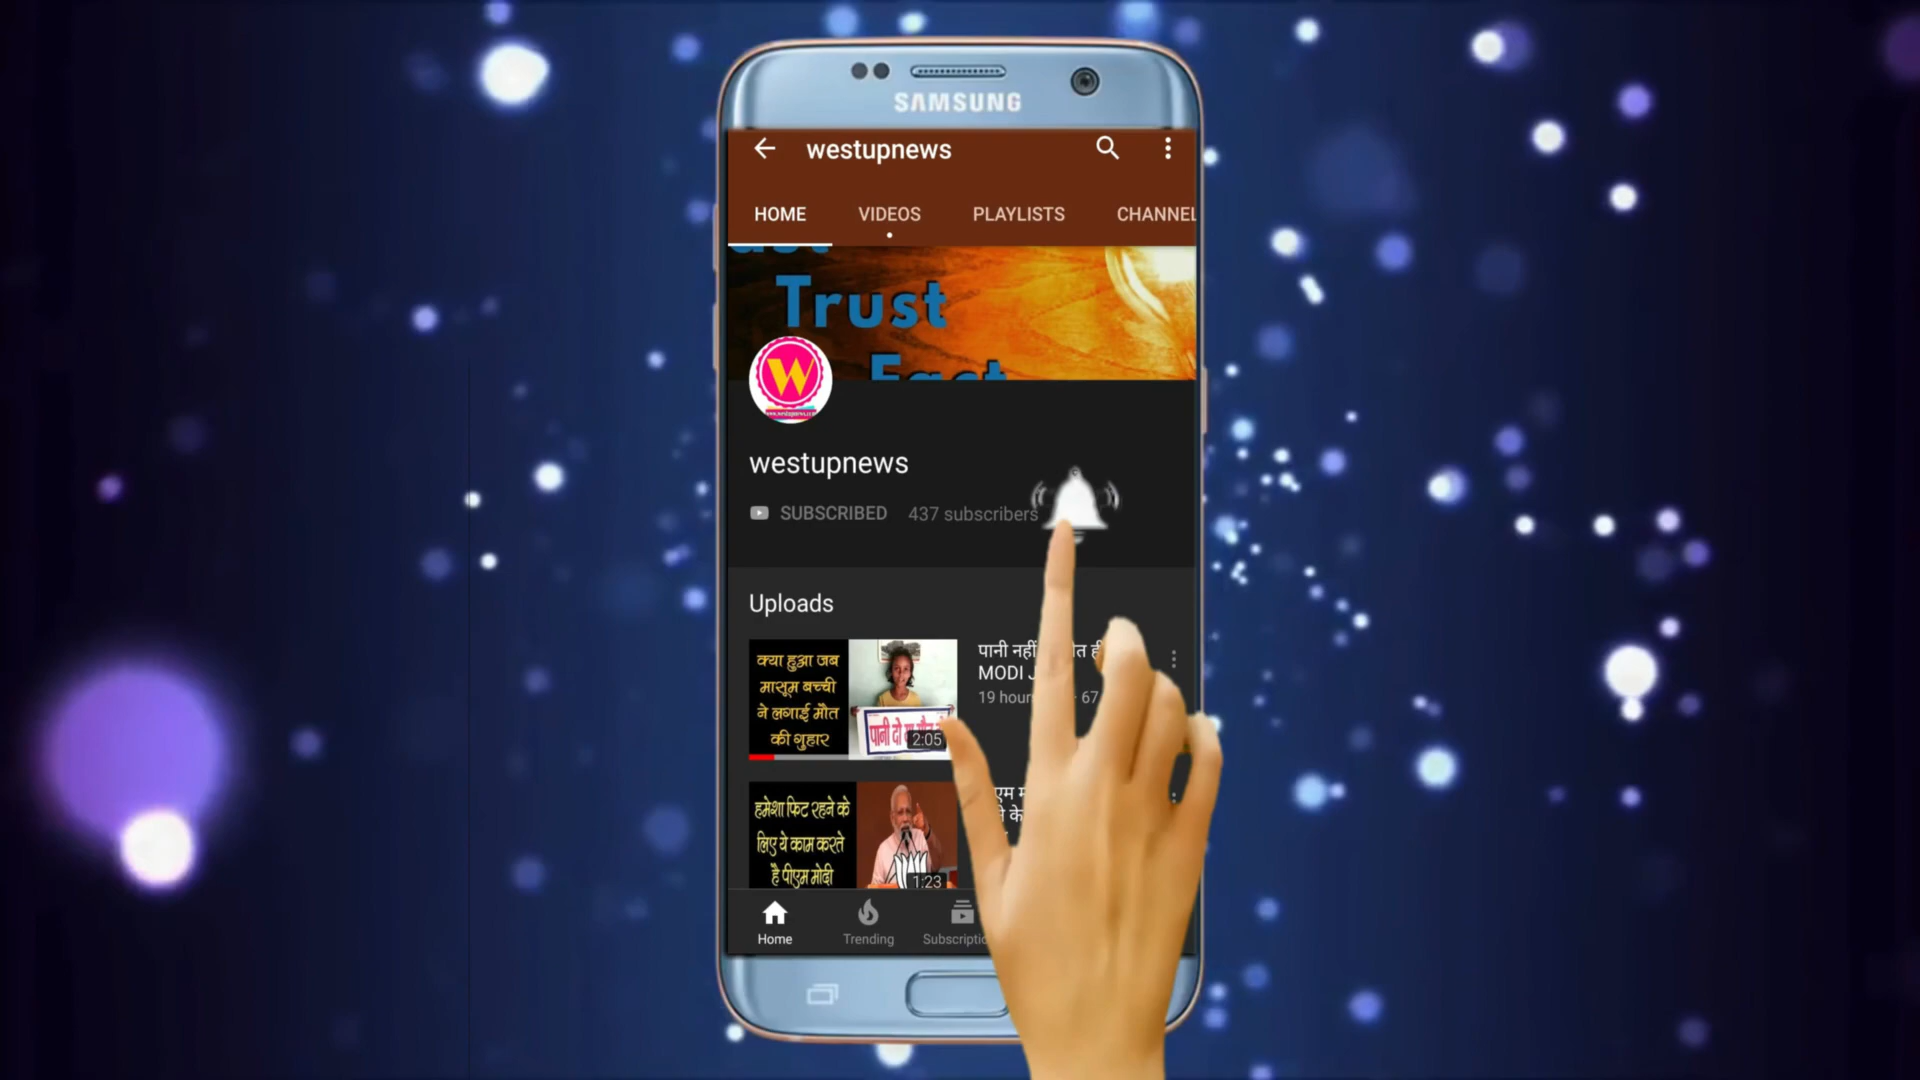 SAMSUNG
westupnews
HOME VIDEOS PLAYLISTS CHANNEL
Trust
W
westupnews
SUBSCRIBED 437 subscribers
Uploads
क्या हुआ जब
मासूम बच्ची
ने लगाई मौत
की गुहार
पानी दो या
2:05
पानी नहीं
MODI
19 hour
67
हमेशा फिट रहने के
लिए ये काम करते
है पीएम मोदी
1:23
के
Home Trending